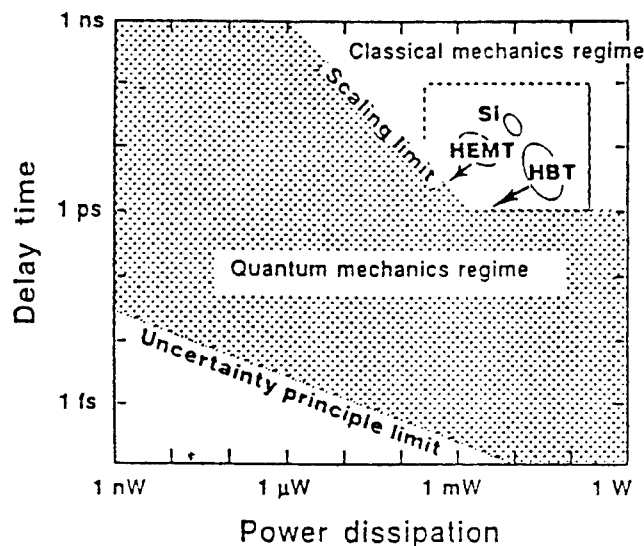 1 ns
Classical mechanics regime
Scaling limit
Si
HEMT
HBT
1 ps
Delay time
Quantum mechanics regime
Uncertainty principle limit
1 fs
1 nW
1 μW
1 mW
1 W
Power dissipation